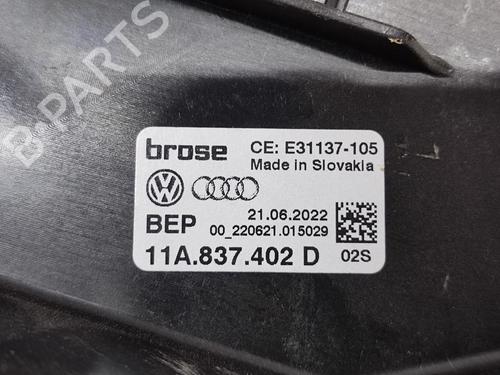 B-PARTS
brose CE: E31137-105
Made in Slovakia
BEP 21.06.2022
00_220621.015029
11A.837.402 D 02S